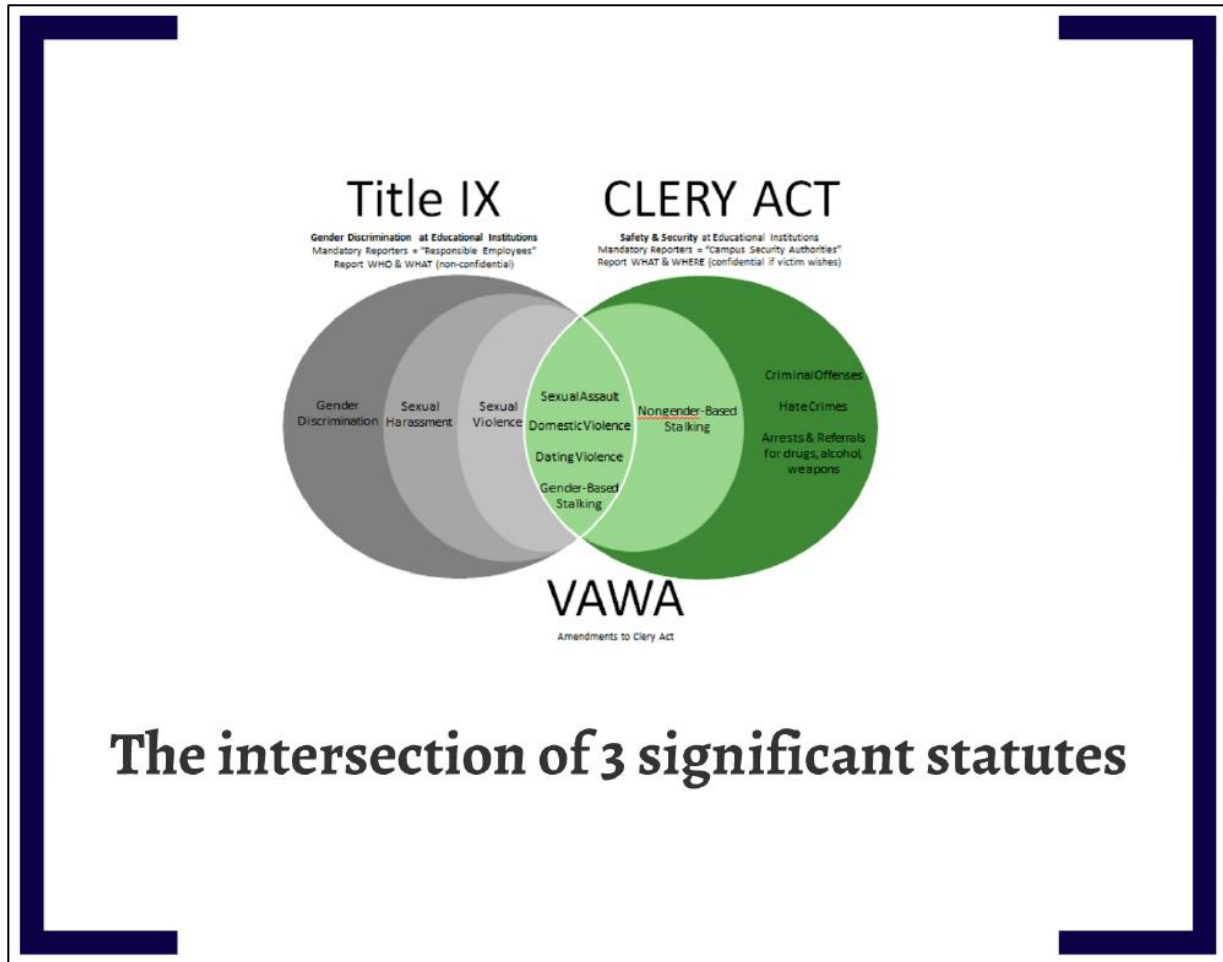 Title IX
Gender Discrimination at Educational Institutions
Mandatory Reporters = "Responsible Employees"
Report WHO & WHAT (non-confidential)
CLERY ACT
Safety & Security at Educational Institutions
Mandatory Reporters = "Campus Security Authorities"
Report WHAT & WHERE (confidential if victim wishes)
Gender
Discrimination
Sexual
Harassment
Sexual
Violence
Sexual Assault
Domestic Violence
Dating Violence
Gender-Based
Stalking
Nongender-Based
Stalking
Criminal Offenses
Hate Crimes
Arrests & Referrals
for drugs, alcohol,
weapons
VAWA
Amendments to Clery Act
The intersection of 3 significant statutes